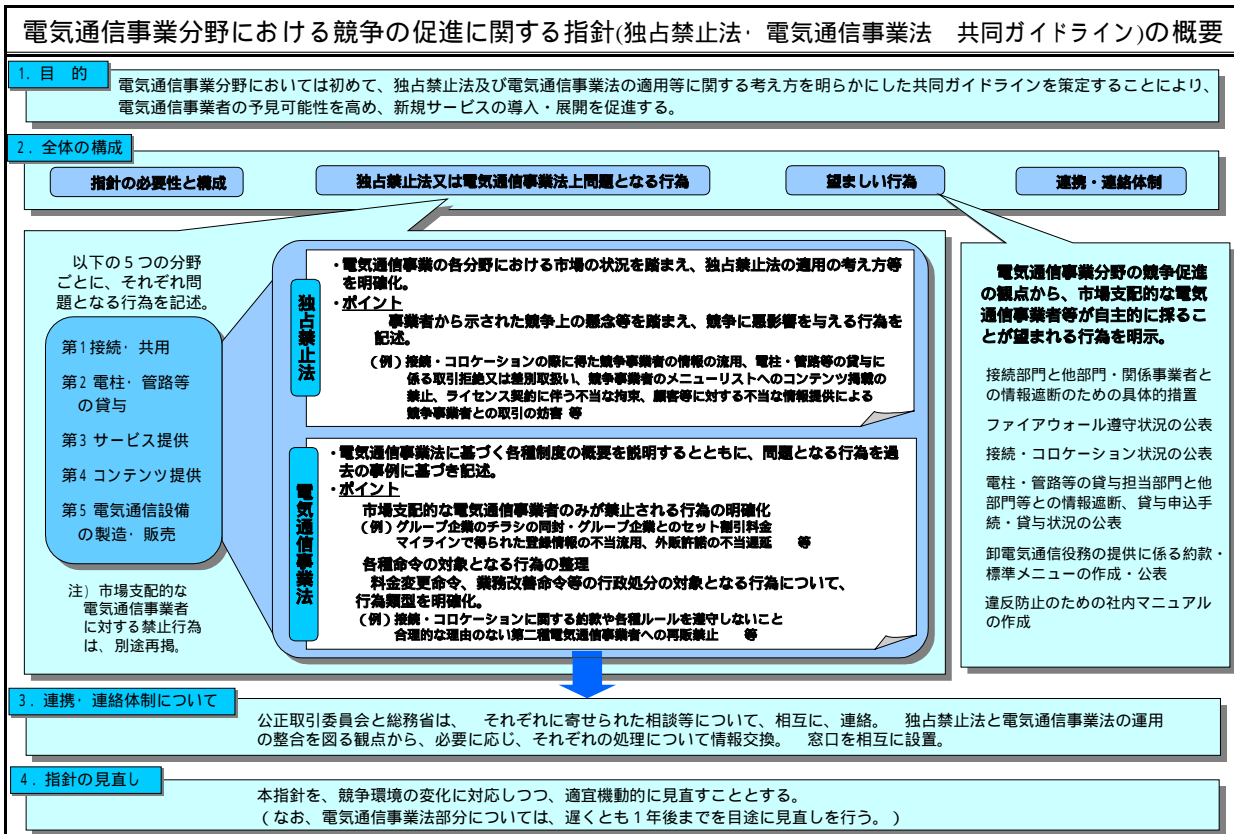 電気通信事業分野における競争の促進に関する指針(独占禁止法・電気通信事業法　共同ガイドライン)の概要
1. 目　的
電気通信事業分野においては初めて、独占禁止法及び電気通信事業法の適用等に関する考え方を明らかにした共同ガイドラインを策定することにより、
電気通信事業者の予見可能性を高め、新規サービスの導入・展開を促進する。
2．全体の構成
指針の必要性と構成
独占禁止法又は電気通信事業法上問題となる行為
望ましい行為
連携・連絡体制
以下の５つの分野
ごとに、それぞれ問
題となる行為を記述。
第1 接続・共用
第2 電柱・管路等
の貸与
第3 サービス提供
第4 コンテンツ提供
第5 電気通信設備
の製造・販売
注）市場支配的な
電気通信事業者
に対する禁止行為
は、別途再掲。
独占禁止法
・電気通信事業の各分野における市場の状況を踏まえ、独占禁止法の適用の考え方等
を明確化。
・ポイント
事業者から示された競争上の懸念等を踏まえ、競争に悪影響を与える行為を
記述。
（例）接続・コロケーションの際に得た競争事業者の情報の流用、電柱・管路等の貸与に
係る取引拒絶又は差別取扱い、競争事業者のメニューリストへのコンテンツ掲載の
禁止、ライセンス契約に伴う不当な拘束、顧客等に対する不当な情報提供による
競争事業者との取引の妨害 等
電気通信事業法
・電気通信事業法に基づく各種制度の概要を説明するとともに、問題となる行為を過
去の事例に基づき記述。
・ポイント
市場支配的な電気通信事業者のみが禁止される行為の明確化
（例）グループ企業のチラシの同封・グループ企業とのセット割引料金
マイラインで得られた登録情報の不当流用、外販許諾の不当遅延　　等
各種命令の対象となる行為の整理
料金変更命令、業務改善命令等の行政処分の対象となる行為について、
行為類型を明確化。
（例）接続・コロケーションに関する約款や各種ルールを遵守しないこと
合理的な理由のない第二種電気通信事業者への再販禁止　　等
電気通信事業分野の競争促進
の観点から、市場支配的な電気
通信事業者等が自主的に採るこ
とが望まれる行為を明示。
接続部門と他部門・関係事業者と
の情報遮断のための具体的措置
ファイアウォール遵守状況の公表
接続・コロケーション状況の公表
電柱・管路等の貸与担当部門と他
部門等との情報遮断、貸与申込手
続・貸与状況の公表
卸電気通信役務の提供に係る約款・
標準メニューの作成・公表
違反防止のための社内マニュアル
の作成
3．連携・連絡体制について
公正取引委員会と総務省は、　それぞれに寄せられた相談等について、相互に、連絡。　独占禁止法と電気通信事業法の運用
の整合を図る観点から、必要に応じ、それぞれの処理について情報交換。　窓口を相互に設置。
4．指針の見直し
本指針を、競争環境の変化に対応しつつ、適宜機動的に見直すこととする。
（なお、電気通信事業法部分については、遅くとも１年後までを目途に見直しを行う。）